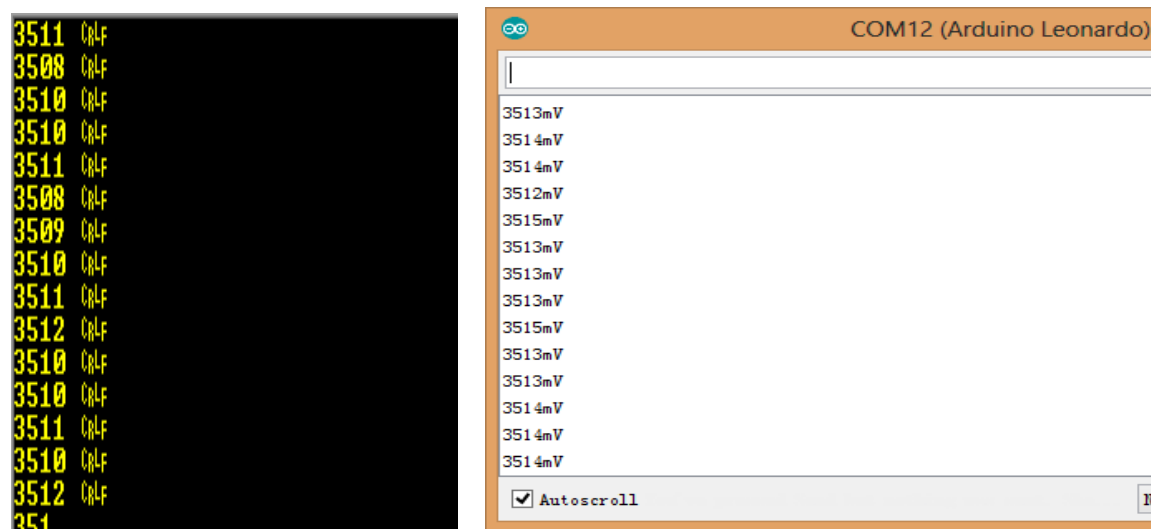 3511 CRLF
3508 CRLF
3510 CRLF
3510 CRLF
3511 CRLF
3508 CRLF
3509 CRLF
3510 CRLF
3511 CRLF
3512 CRLF
3510 CRLF
3510 CRLF
3511 CRLF
3510 CRLF
3512 CRLF
351
COM12 (Arduino Leonardo)
3513mV
3514mV
3514mV
3512mV
3515mV
3513mV
3513mV
3513mV
3515mV
3513mV
3513mV
3514mV
3514mV
3514mV
Autoscroll